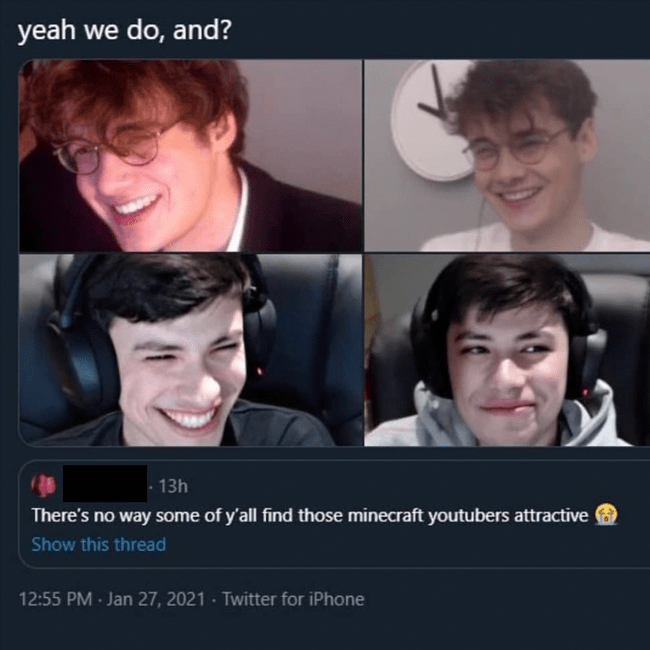 yeah we do, and?
· 13h
There's no way some of y'all find those minecraft youtubers attractive 😭
Show this thread
12:55 PM · Jan 27, 2021 · Twitter for iPhone